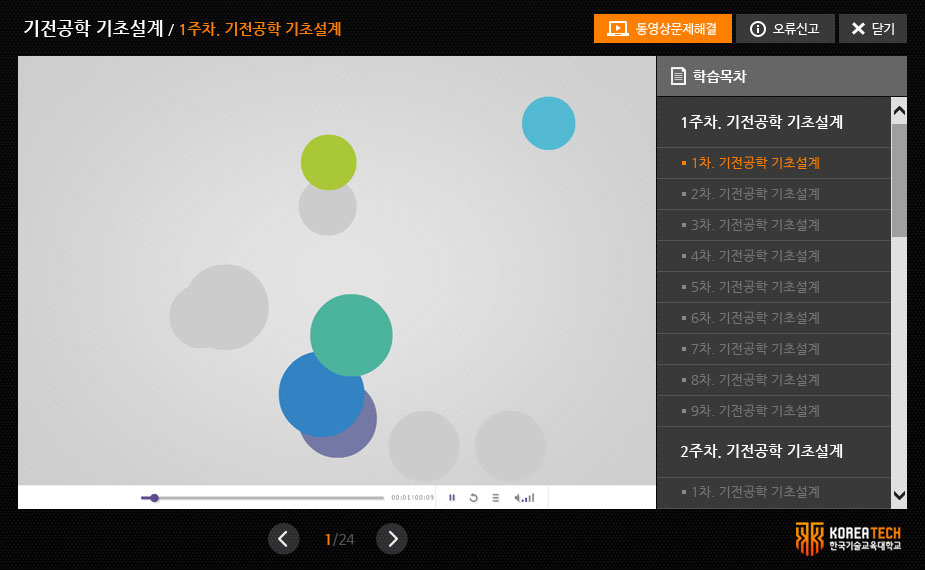 기전공학 기초설계 / 1주차. 기전공학 기초설계
동영상문제해결
오류신고
닫기
학습목차
1주차. 기전공학 기초설계
1차. 기전공학 기초설계
2차. 기전공학 기초설계
3차. 기전공학 기초설계
4차. 기전공학 기초설계
5차. 기전공학 기초설계
6차. 기전공학 기초설계
7차. 기전공학 기초설계
8차. 기전공학 기초설계
9차. 기전공학 기초설계
2주차. 기전공학 기초설계
1차. 기전공학 기초설계
00:01/00:09
1/24
KOREATECH
한국기술교육대학교